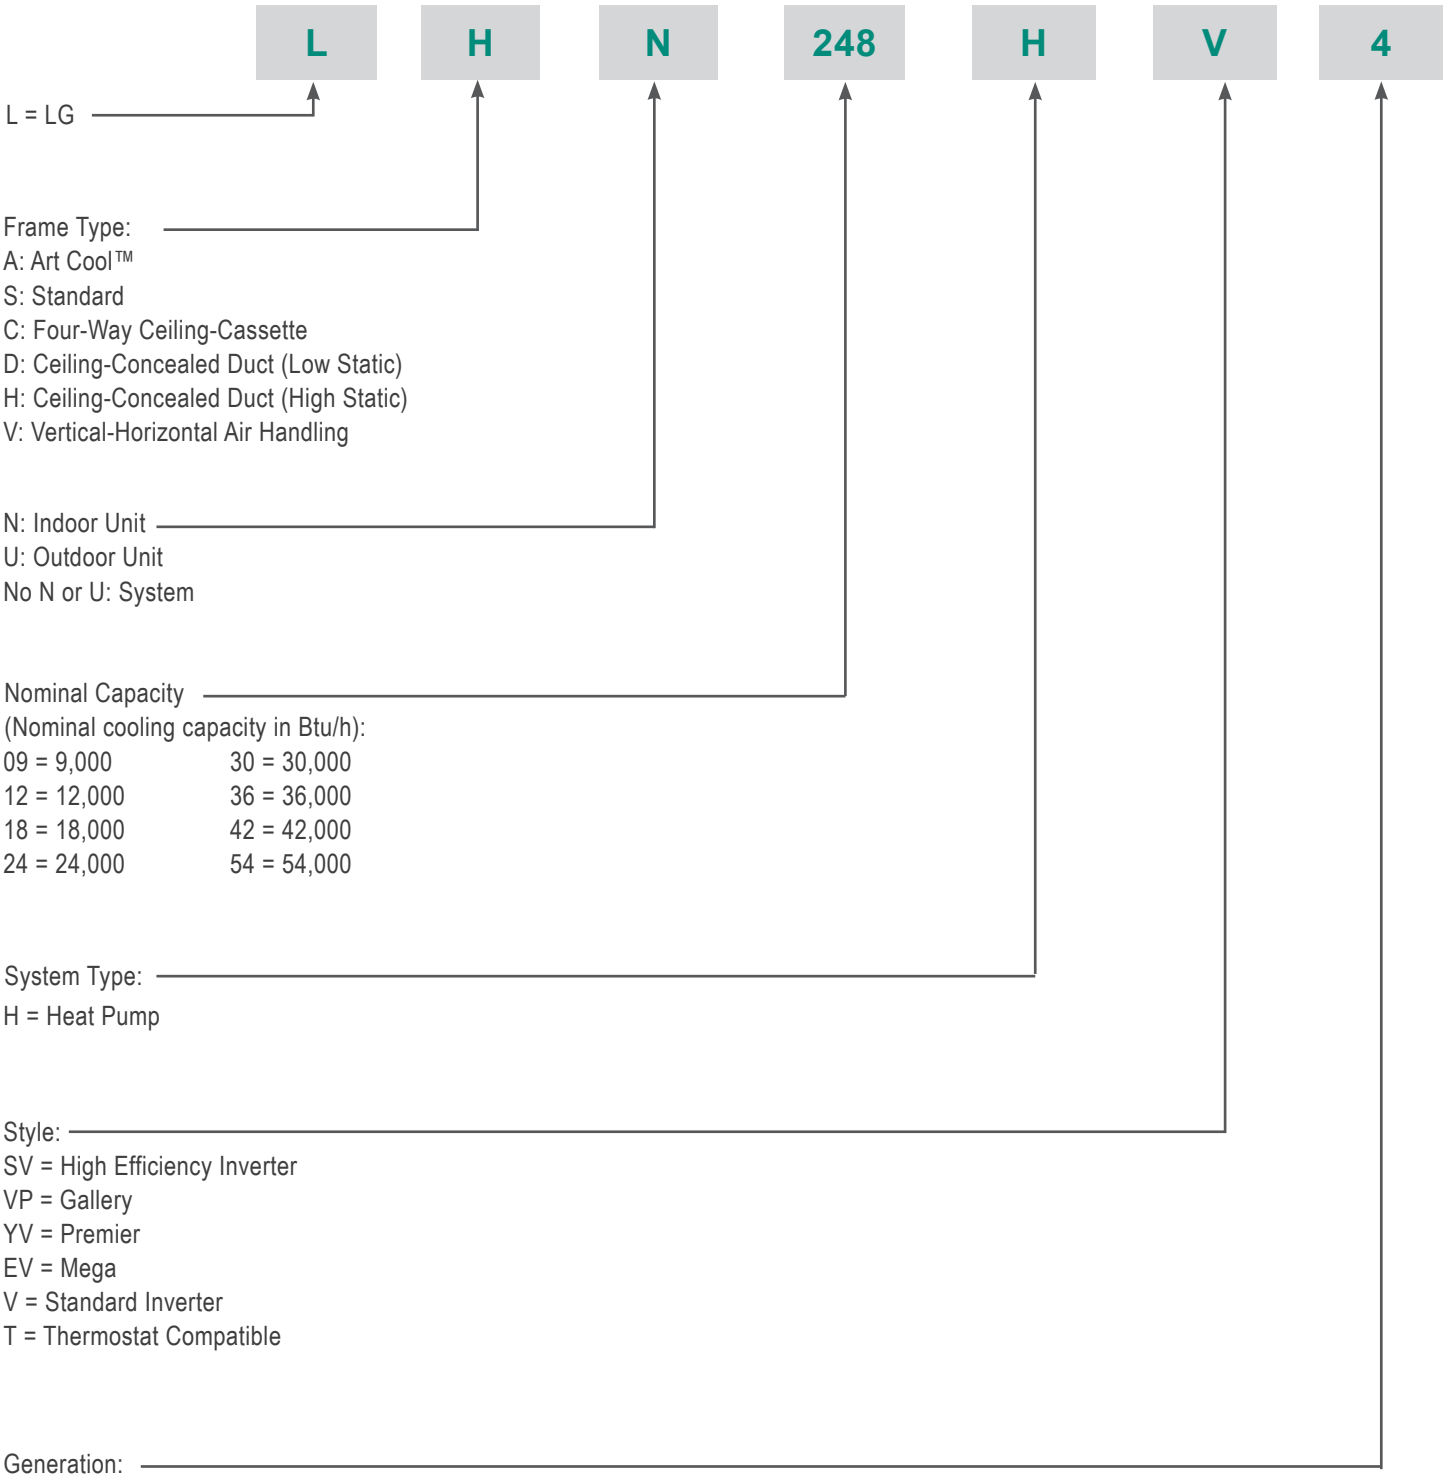 L H N 248 H V 4
L = LG
Frame Type:
A: Art Cool™
S: Standard
C: Four-Way Ceiling-Cassette
D: Ceiling-Concealed Duct (Low Static)
H: Ceiling-Concealed Duct (High Static)
V: Vertical-Horizontal Air Handling
N: Indoor Unit
U: Outdoor Unit
No N or U: System
Nominal Capacity
(Nominal cooling capacity in Btu/h):
09 = 9,000 30 = 30,000
12 = 12,000 36 = 36,000
18 = 18,000 42 = 42,000
24 = 24,000 54 = 54,000
System Type:
H = Heat Pump
Style:
SV = High Efficiency Inverter
VP = Gallery
YV = Premier
EV = Mega
V = Standard Inverter
T = Thermostat Compatible
Generation: